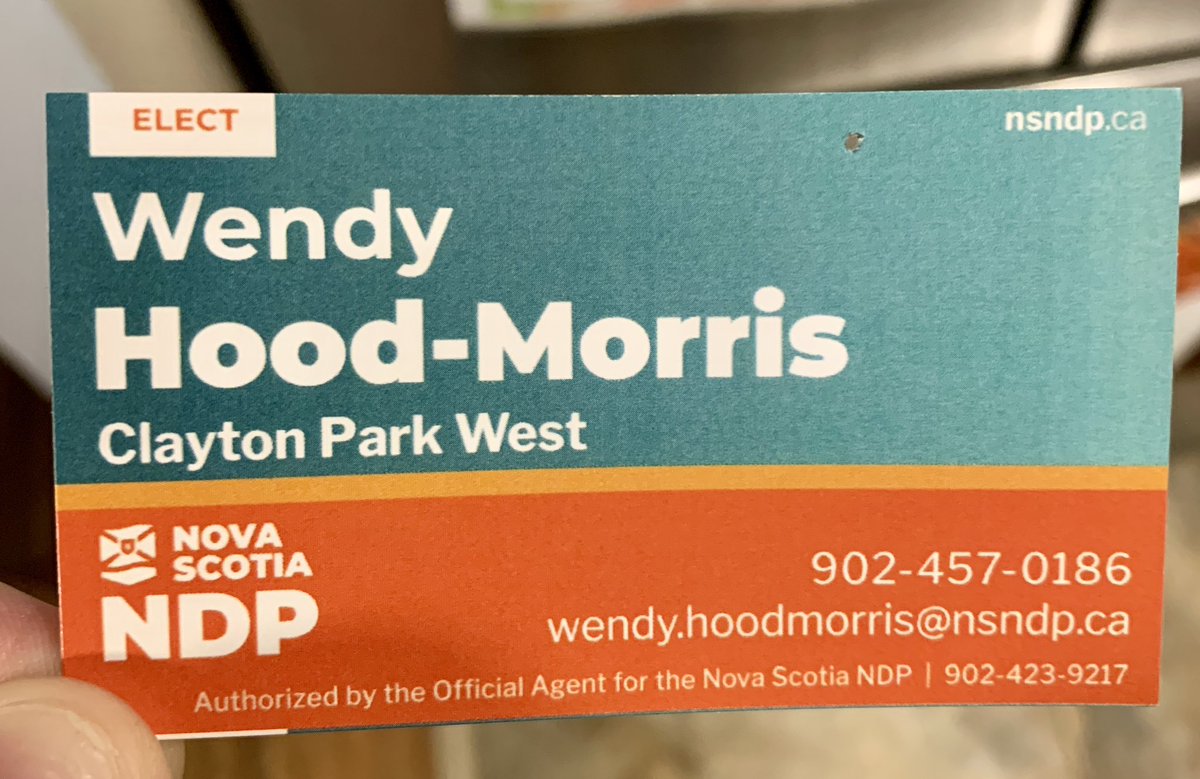 ELECT
nsndp.ca
Wendy
Hood-Morris
Clayton Park West
NOVA
SCOTIA
NDP
902-457-0186
wendy.hoodmorris@nsndp.ca
Authorized by the Official Agent for the Nova Scotia NDP | 902-423-9217